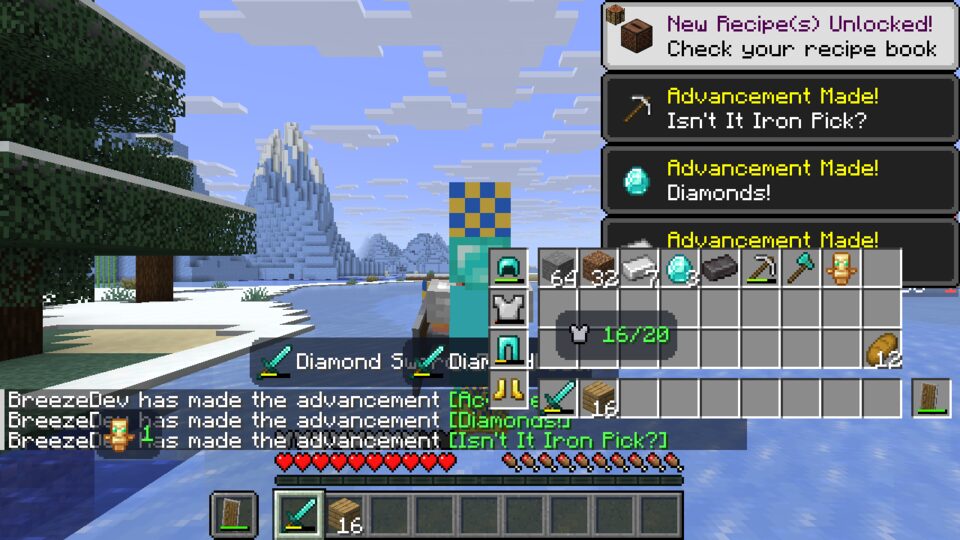 New Recipe(s) Unlocked!
Check your recipe book
Advancement Made!
Isn't It Iron Pick?
Advancement Made!
Diamonds!
Advancement Made!
64 32 7 3
16/20
12
Diamond
BreezeDev has made the advancement
BreezeDev has made the advancement [Diamonds!]
has made the advancement [Isn't It Iron Pick?]
1
16
16